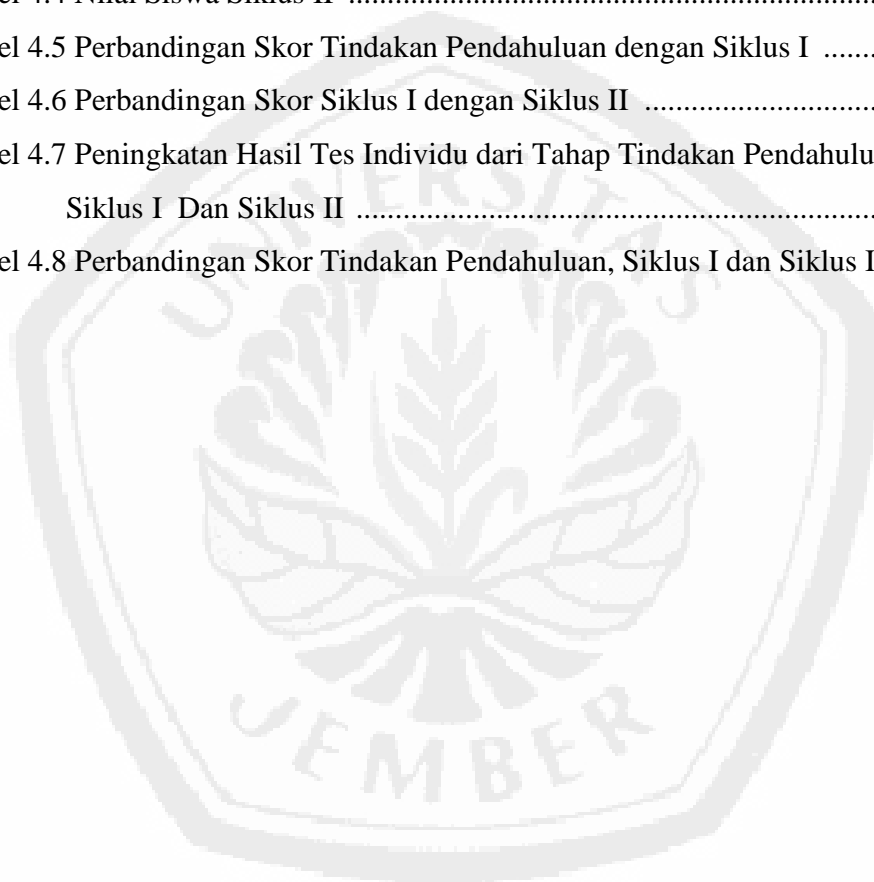 el 4.4 Nilai Siswa Siklus II ....................................................................
el 4.5 Perbandingan Skor Tindakan Pendahuluan dengan Siklus I .......
el 4.6 Perbandingan Skor Siklus I dengan Siklus II ..............................
el 4.7 Peningkatan Hasil Tes Individu dari Tahap Tindakan Pendahulu
Siklus I Dan Siklus II ...................................................................
el 4.8 Perbandingan Skor Tindakan Pendahuluan, Siklus I dan Siklus I
UNIVERSITAS
JEMBER